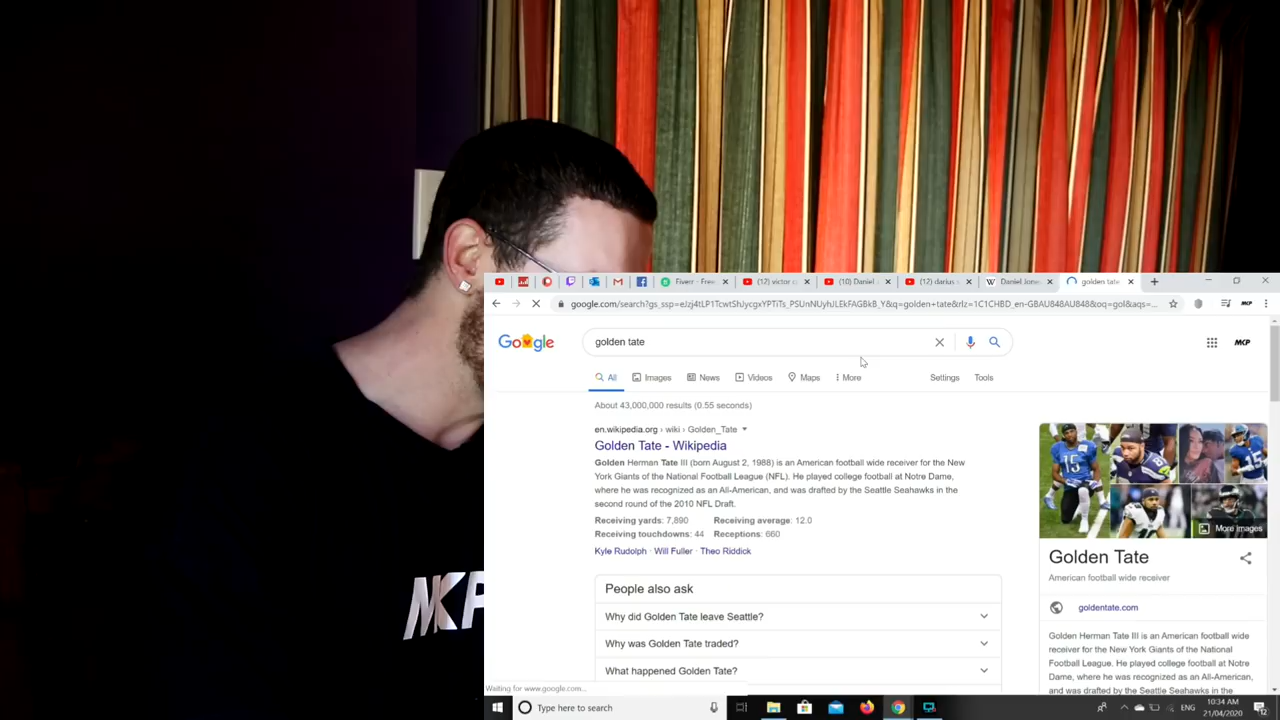 Fiverr - Free
(12) victor c
(10) Daniel
(12) darius
Daniel Jones
golden tate
google.com/search?gs_ssp=eJzj4tLP1TcwtShJycgxYPTiTs_PSUnNUyhJLEkFAGBkB_Y&q=golden+tate&rlz=1C1CHBD_en-GBAU848AU848&oq=gol&aqs=...
Google
golden tate
MKP
All
Images
News
Videos
Maps
More
Settings
Tools
About 43,000,000 results (0.55 seconds)
en.wikipedia.org › wiki › Golden_Tate
Golden Tate - Wikipedia
Golden Herman Tate III (born August 2, 1988) is an American football wide receiver for the New
York Giants of the National Football League (NFL). He played college football at Notre Dame,
where he was recognized as an All-American, and was drafted by the Seattle Seahawks in the
second round of the 2010 NFL Draft.
Receiving yards: 7,890 Receiving average: 12.0
Receiving touchdowns: 44 Receptions: 660
Kyle Rudolph · Will Fuller · Theo Riddick
People also ask
Why did Golden Tate leave Seattle?
Why was Golden Tate traded?
What happened Golden Tate?
More Images
Golden Tate
American football wide receiver
goldentate.com
Golden Herman Tate III is an American football wide
receiver for the New York Giants of the National
Football League. He played college football at Notre
Dame, where he was recognized as an All-American,
and was drafted by the Seattle Seahawks in the
MKP
Waiting for www.google.com...
Type here to search
ENG
10:34 AM
21/04/2020